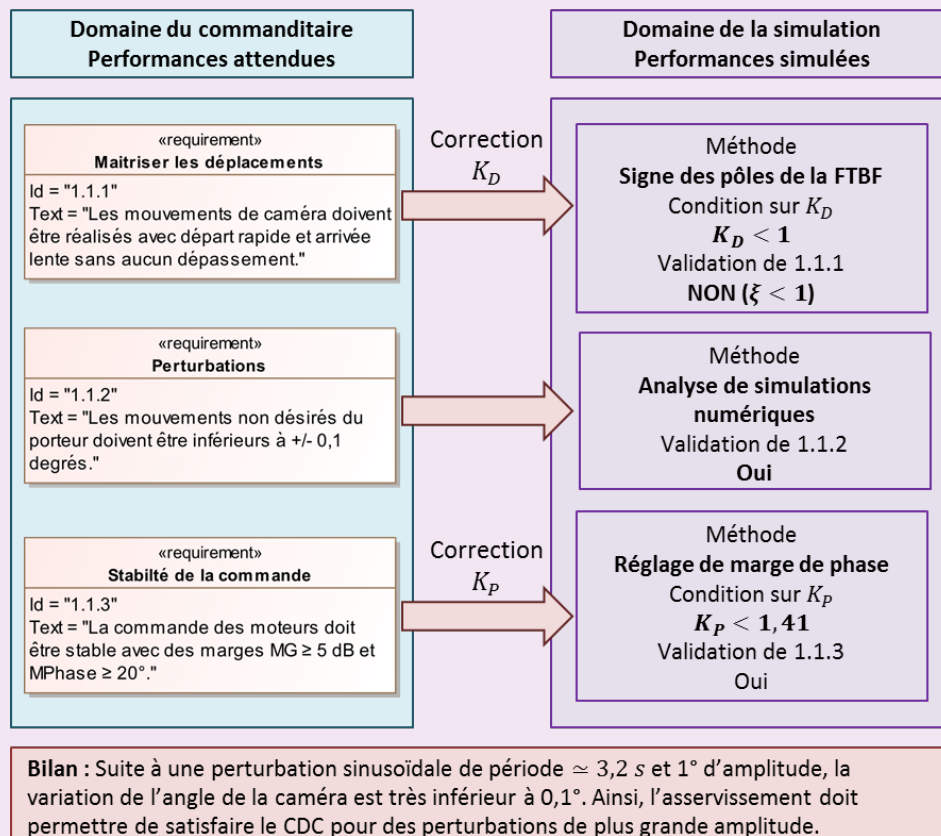 Domaine du commanditaire
Performances attendues
Domaine de la simulation
Performances simulées
«requirement»
Maitriser les déplacements
Id = "1.1.1"
Text = "Les mouvements de caméra doivent
être réalisés avec départ rapide et arrivée
lente sans aucun dépassement."
Correction
K_D
Méthode
Signe des pôles de la FTBF
Condition sur K_D
K_D < 1
Validation de 1.1.1
NON (ξ < 1)
«requirement»
Perturbations
Id = "1.1.2"
Text = "Les mouvements non désirés du
porteur doivent être inférieurs à +/- 0,1
degrés."
Méthode
Analyse de simulations
numériques
Validation de 1.1.2
Oui
«requirement»
Stabilté de la commande
Id = "1.1.3"
Text = "La commande des moteurs doit
être stable avec des marges MG ≥ 5 dB et
MPhase ≥ 20°."
Correction
K_P
Méthode
Réglage de marge de phase
Condition sur K_P
K_P < 1,41
Validation de 1.1.3
Oui
Bilan : Suite à une perturbation sinusoïdale de période ≃ 3,2 s et 1° d'amplitude, la
variation de l'angle de la caméra est très inférieur à 0,1°. Ainsi, l'asservissement doit
permettre de satisfaire le CDC pour des perturbations de plus grande amplitude.